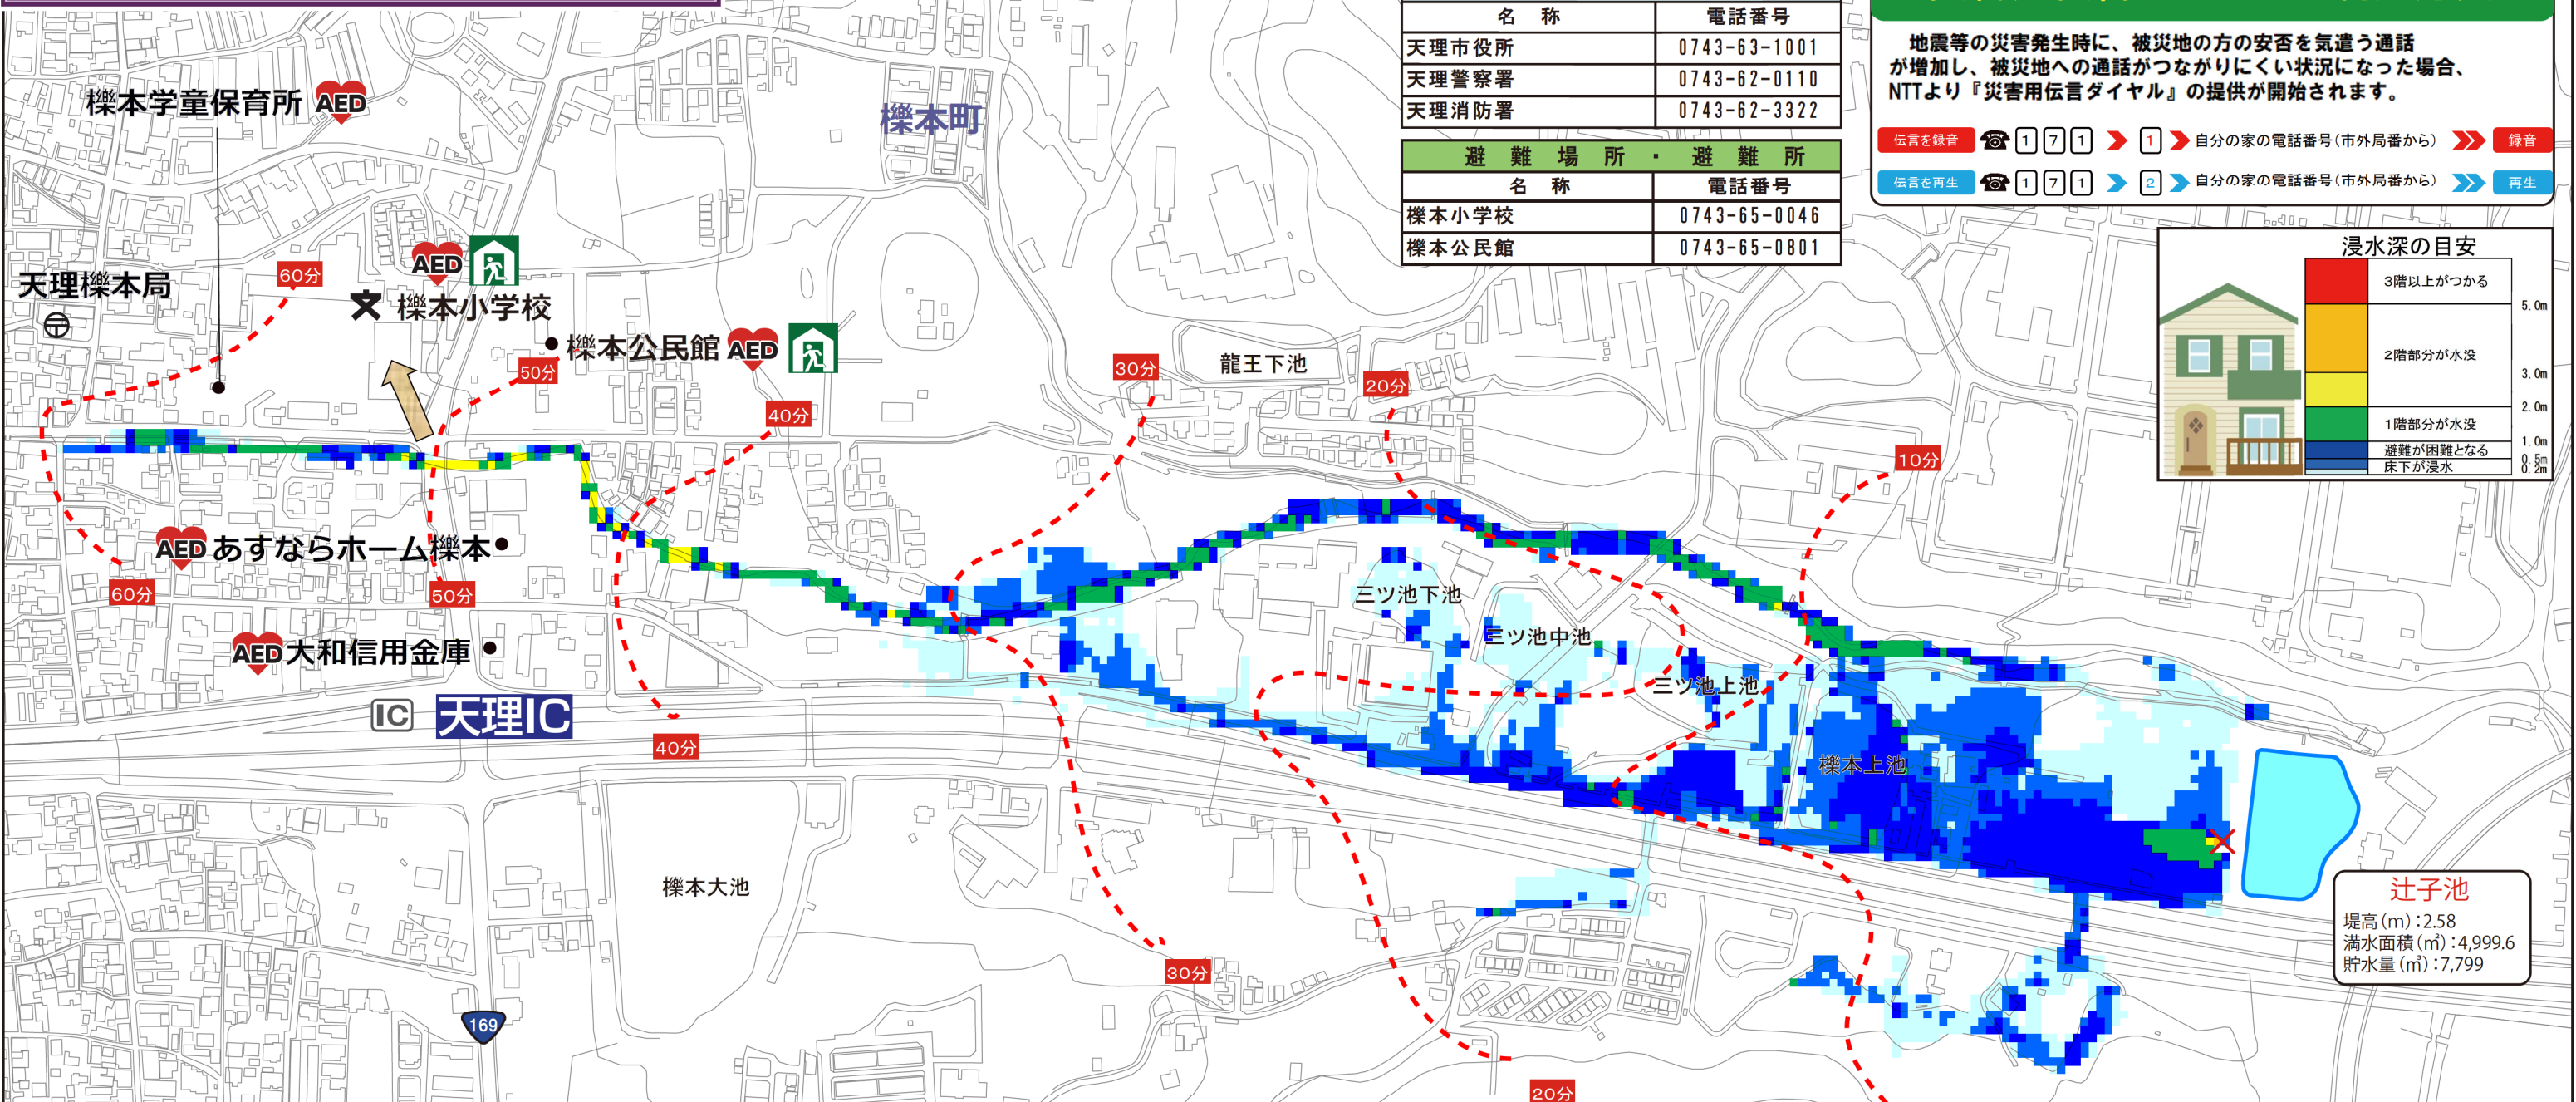 名 称 電話番号
天理市役所 0743-63-1001
天理警察署 0743-62-0110
天理消防署 0743-62-3322
避難場所・避難所
名 称 電話番号
櫟本小学校 0743-65-0046
櫟本公民館 0743-65-0801
地震等の災害発生時に、被災地の方の安否を気遣う通話
が増加し、被災地への通話がつながりにくい状況になった場合、
NTTより『災害用伝言ダイヤル』の提供が開始されます。
伝言を録音 1 7 1 1 自分の家の電話番号(市外局番から) 録音
伝言を再生 1 7 1 2 自分の家の電話番号(市外局番から) 再生
浸水深の目安
3階以上がつかる
5.0m
2階部分が水没
3.0m
2.0m
1階部分が水没
1.0m
避難が困難となる
0.5m
床下が浸水
0.2m
櫟本学童保育所 AED
櫟本町
天理櫟本局
60分
AED
櫟本小学校
櫟本公民館 AED
50分
40分
30分
龍王下池
20分
10分
AED あすならホーム櫟本
60分
50分
三ツ池下池
三ツ池中池
AED 大和信用金庫
三ツ池上池
IC 天理IC
40分
櫟本上池
櫟本大池
辻子池
堤高(m):2.58
満水面積(㎡):4,999.6
貯水量(㎥):7,799
30分
169
20分